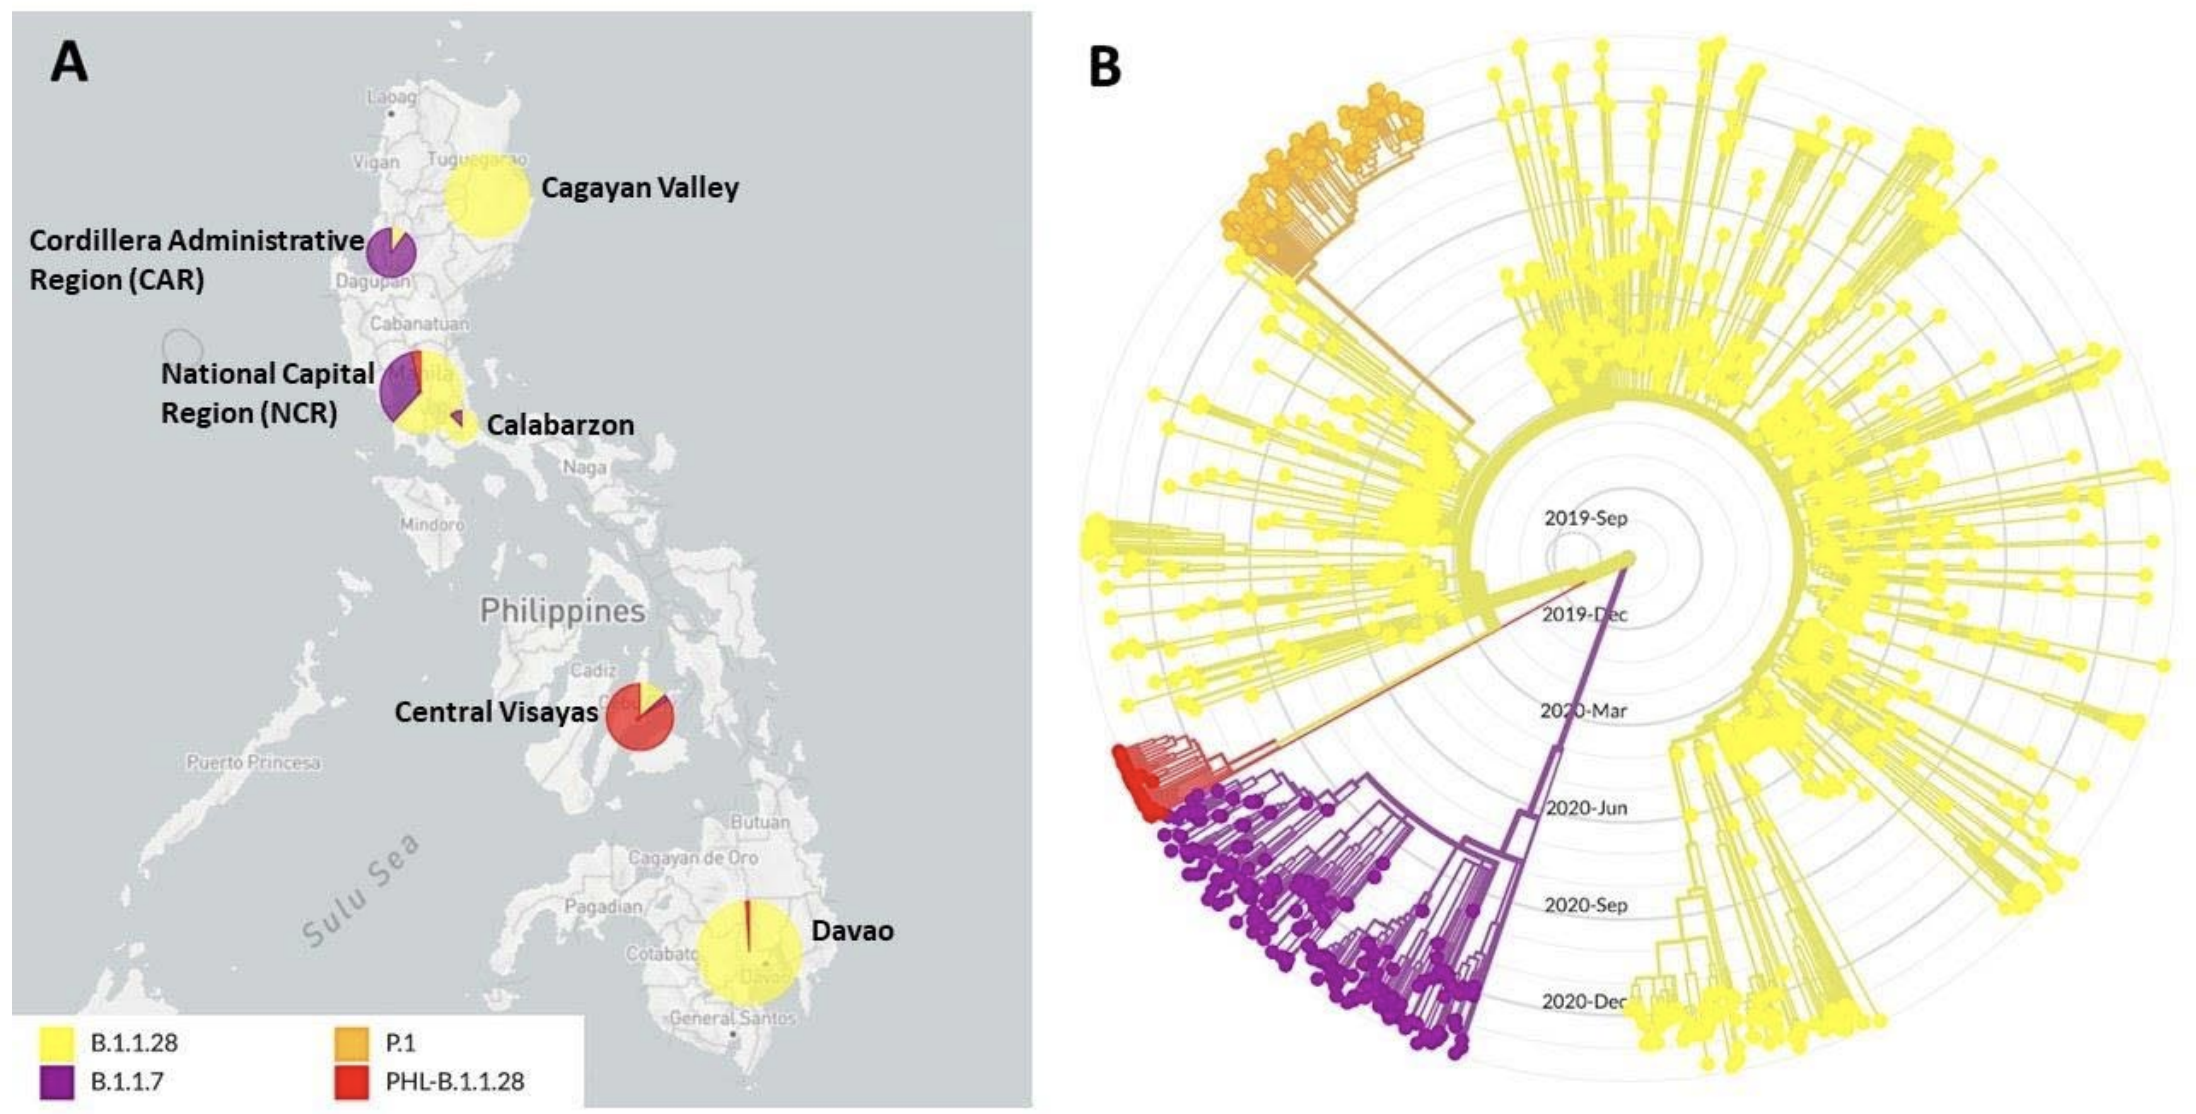 A
Laoag
Vigan
Tuguegarao
Cagayan Valley
Cordillera Administrative
Region (CAR)
Dagupan
Cabanatuan
National Capital
Region (NCR)
Manila
Calabarzon
Naga
Mindoro
Philippines
Cadiz
Central Visayas
Puerto Princesa
Sulu Sea
Butuan
Cagayan de Oro
Pagadian
Davao
Cotabato
Davao
General Santos
B.1.1.28
P.1
B.1.1.7
PHL-B.1.1.28
B
2019-Sep
2019-Dec
2020-Mar
2020-Jun
2020-Sep
2020-Dec